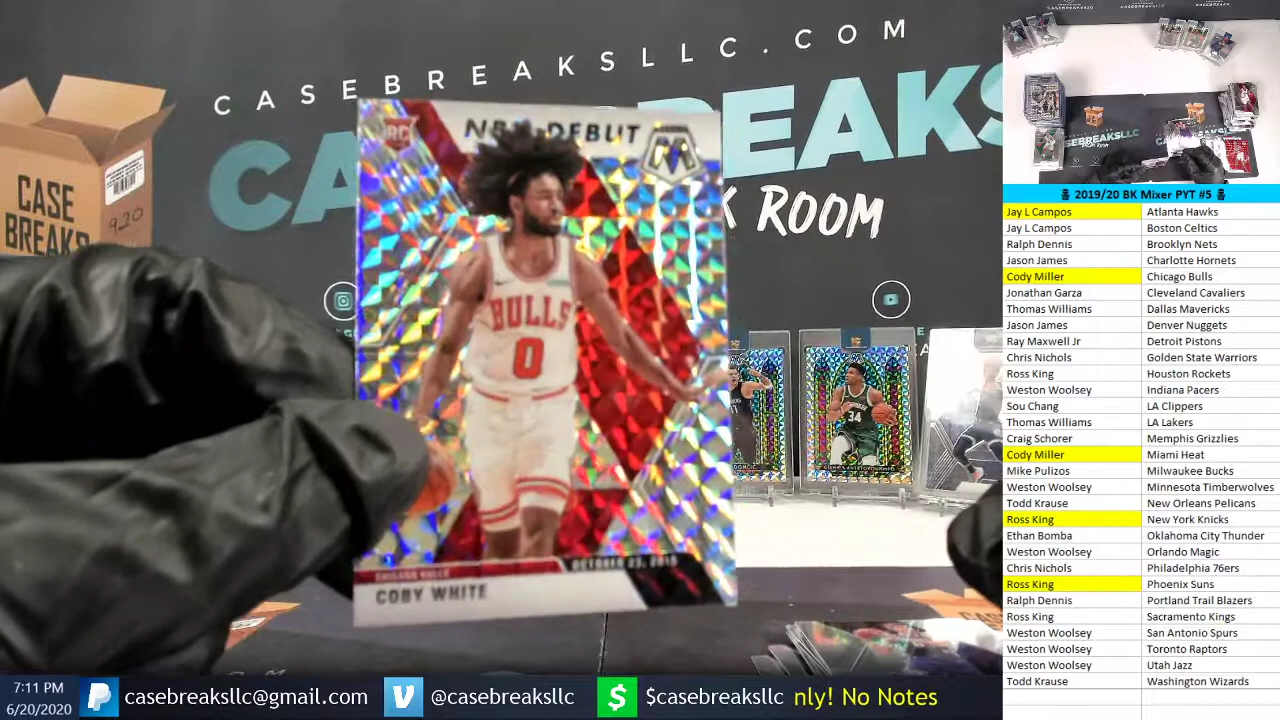 CASEBREAKSLLC.COM
CA BREAKS
K ROOM
CASE
BREAKS
920
RC
NBA DEBUT
BULLS
0
CHICAGO BULLS
OCTOBER 23, 2019
COBY WHITE
34
2019/20 BK Mixer PYT #5
Jay L Campos Atlanta Hawks
Jay L Campos Boston Celtics
Ralph Dennis Brooklyn Nets
Jason James Charlotte Hornets
Cody Miller Chicago Bulls
Jonathan Garza Cleveland Cavaliers
Thomas Williams Dallas Mavericks
Jason James Denver Nuggets
Ray Maxwell Jr Detroit Pistons
Chris Nichols Golden State Warriors
Ross King Houston Rockets
Weston Woolsey Indiana Pacers
Sou Chang LA Clippers
Thomas Williams LA Lakers
Craig Schorer Memphis Grizzlies
Cody Miller Miami Heat
Mike Pulizos Milwaukee Bucks
Weston Woolsey Minnesota Timberwolves
Todd Krause New Orleans Pelicans
Ross King New York Knicks
Ethan Bomba Oklahoma City Thunder
Weston Woolsey Orlando Magic
Chris Nichols Philadelphia 76ers
Ross King Phoenix Suns
Ralph Dennis Portland Trail Blazers
Ross King Sacramento Kings
Weston Woolsey San Antonio Spurs
Weston Woolsey Toronto Raptors
Weston Woolsey Utah Jazz
Todd Krause Washington Wizards
7:11 PM
6/20/2020
casebreaksllc@gmail.com
@casebreaksllc
$casebreaksllc
nly! No Notes